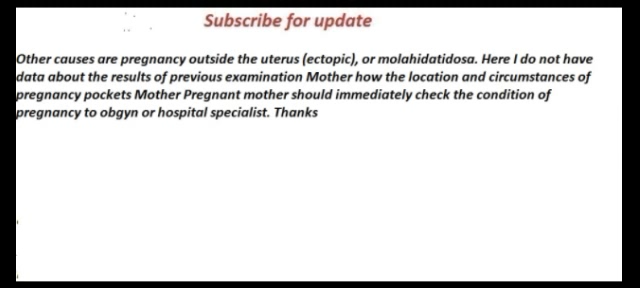 Subscribe for update
Other causes are pregnancy outside the uterus (ectopic), or molahidatidosa. Here I do not have
data about the results of previous examination Mother how the location and circumstances of
pregnancy pockets Mother Pregnant mother should immediately check the condition of
pregnancy to obgyn or hospital specialist. Thanks